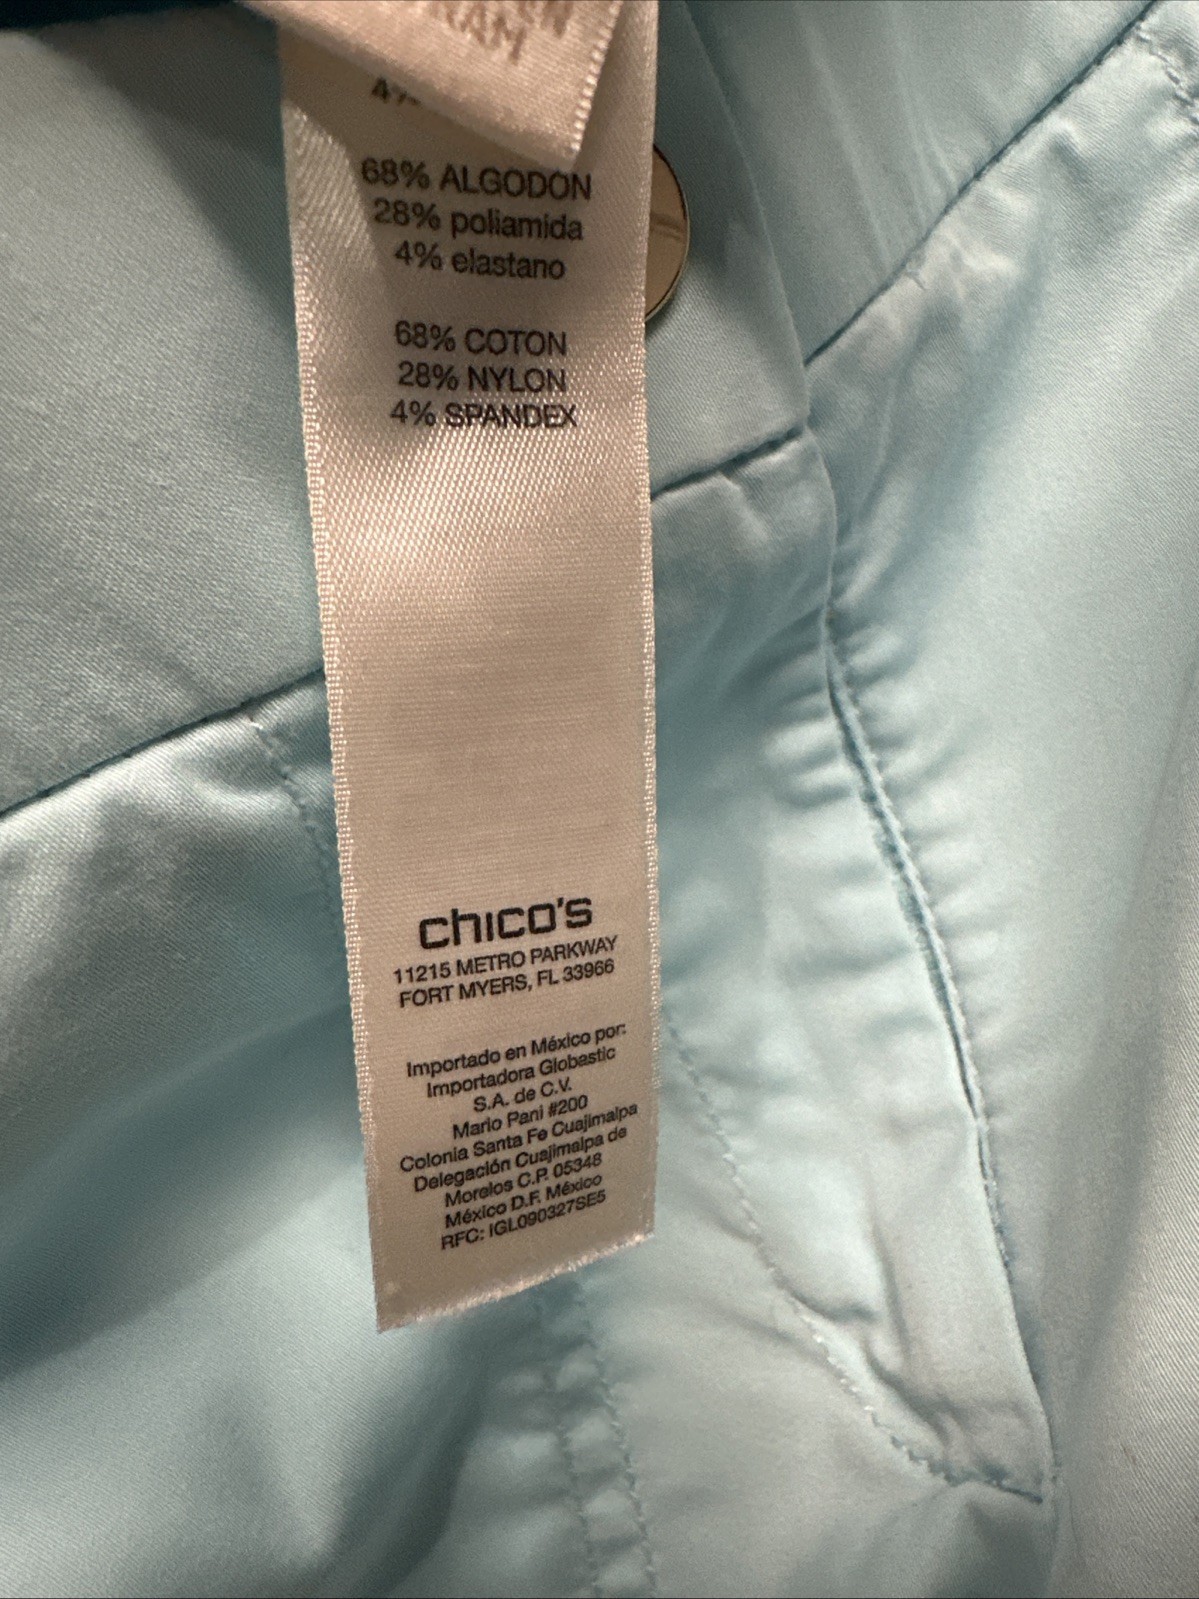 NAM
68% ALGODON
28% poliamida
4% elastano
68% COTON
28% NYLON
4% SPANDEX
chico's
11215 METRO PARKWAY
FORT MYERS, FL 33966
Importado en México por:
Importadora Globastic
S.A. de C.V.
Mario Pani #200
Colonia Santa Fe Cuajimalpa
Delegación Cuajimalpa de
Morelos C.P. 05348
México D.F. México
RFC: IGL090327SE5